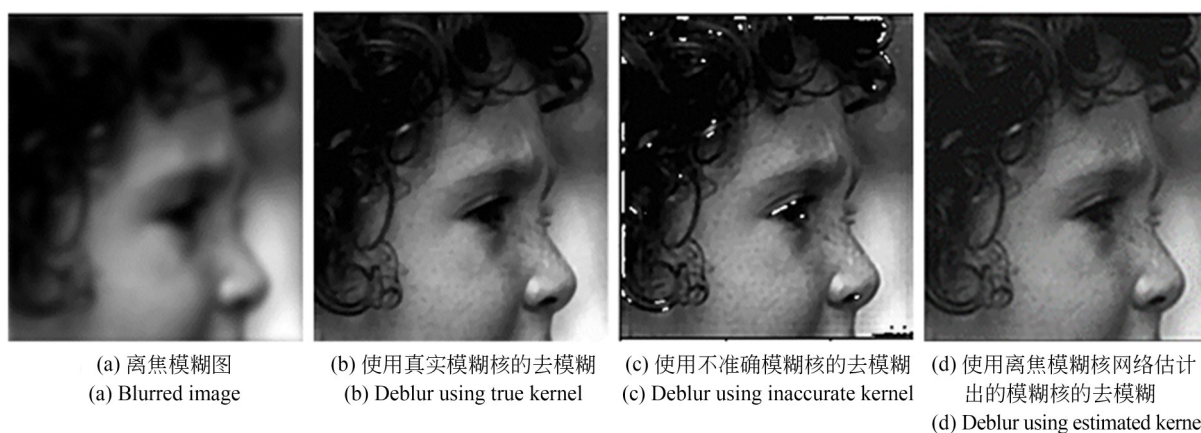 (a) 离焦模糊图
(a) Blurred image
(b) 使用真实模糊核的去模糊
(b) Deblur using true kernel
(c) 使用不准确模糊核的去模糊
(c) Deblur using inaccurate kernel
(d) 使用离焦模糊核网络估计
出的模糊核的去模糊
(d) Deblur using estimated kerne